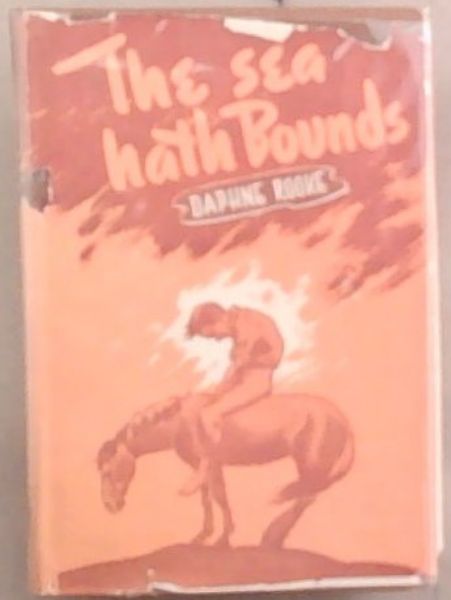 The sea
hath Bounds
DAPHNE ROOKE